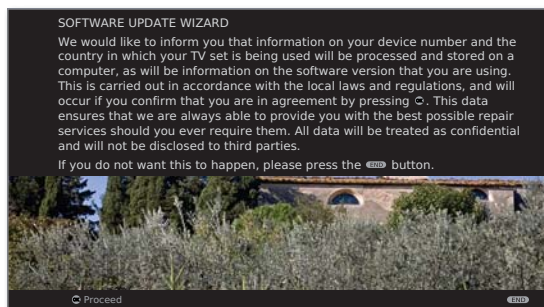 SOFTWARE UPDATE WIZARD
We would like to inform you that information on your device number and the
country in which your TV set is being used will be processed and stored on a
computer, as will be information on the software version that you are using.
This is carried out in accordance with the local laws and regulations, and will
occur if you confirm that you are in agreement by pressing OK. This data
ensures that we are always able to provide you with the best possible repair
services should you ever require them. All data will be treated as confidential
and will not be disclosed to third parties.
If you do not want this to happen, please press the END button.
OK Proceed END